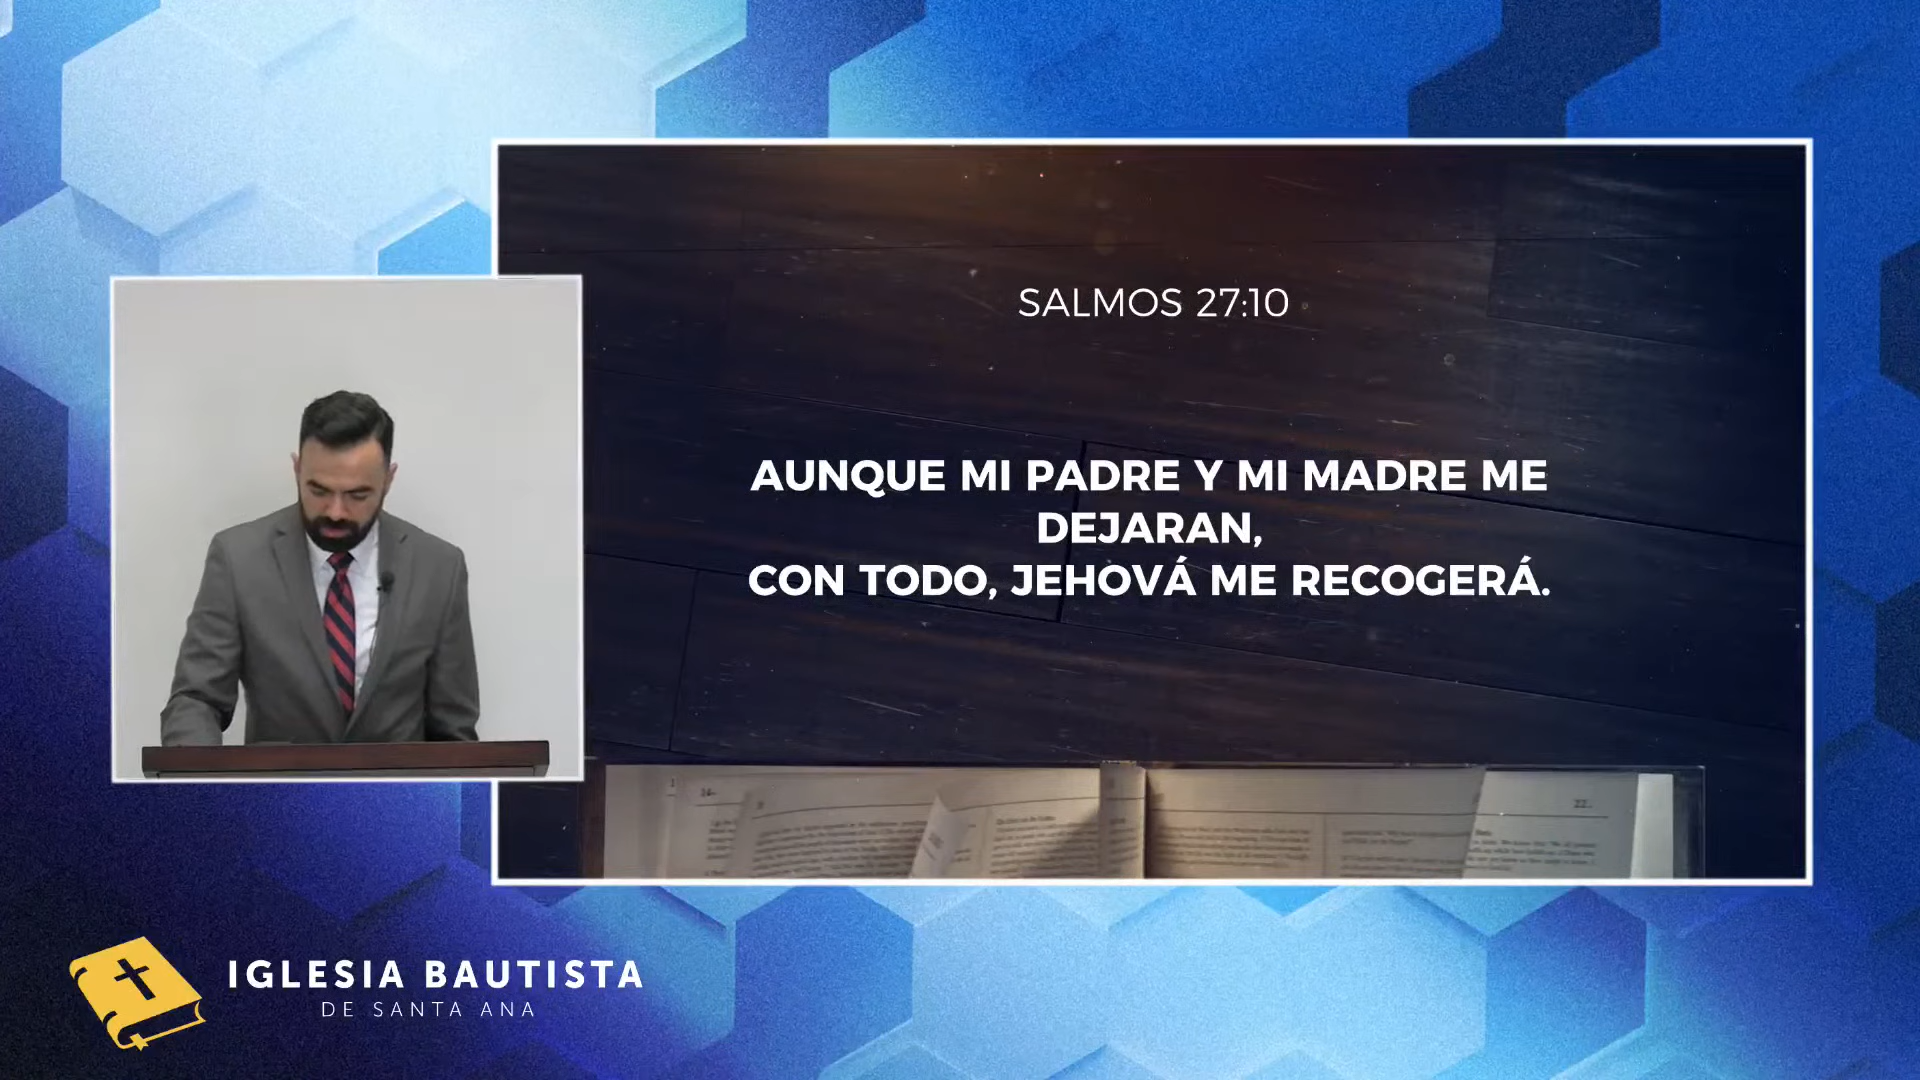 SALMOS 27:10
AUNQUE MI PADRE Y MI MADRE ME
DEJARAN,
CON TODO, JEHOVÁ ME RECOGERÁ.
IGLESIA BAUTISTA
DE SANTA ANA